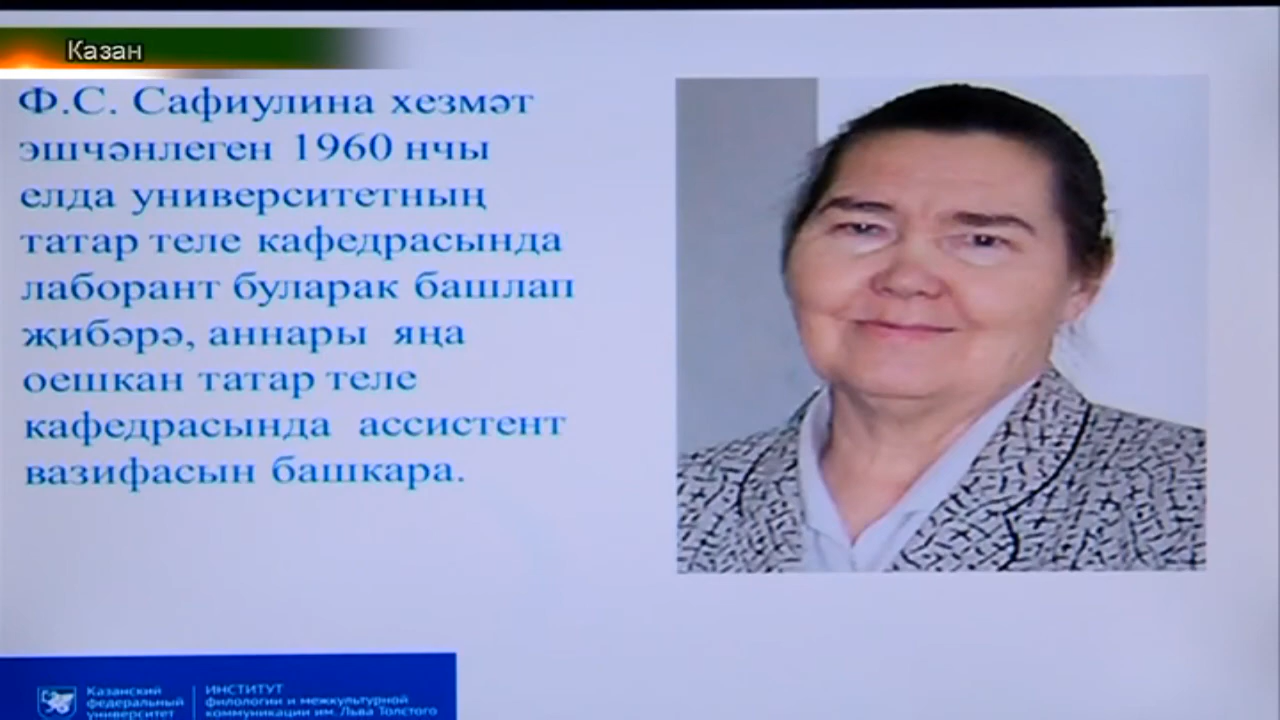 Казан
Ф.С. Сафиулина хезмәт
эшчәнлеген 1960 нчы
елда университетның
татар теле кафедрасында
лаборант буларак башлап
җибәрә, аннары яңа
оешкан татар теле
кафедрасында ассистент
вазифасын башкара.
Казанский
федеральный
университет
ИНСТИТУТ
филологии и межкультурной
коммуникации им. Льва Толстого